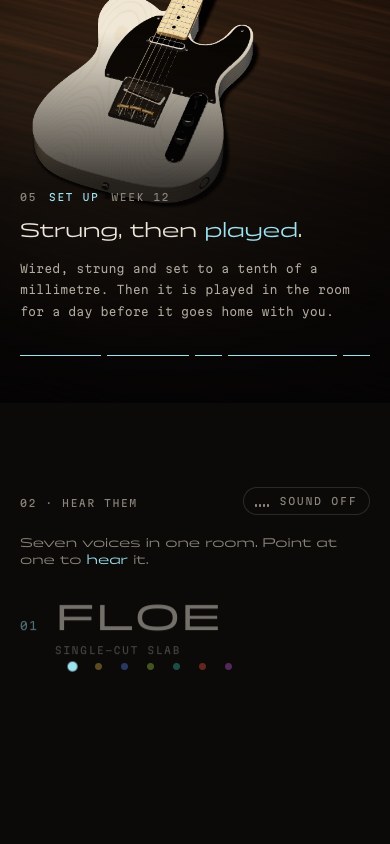 05 SET UP WEEK 12
Strung, then played.
Wired, strung and set to a tenth of a
millimetre. Then it is played in the room
for a day before it goes home with you.
02 · HEAR THEM
SOUND OFF
Seven voices in one room. Point at
one to hear it.
01 FLOE
SINGLE-CUT SLAB